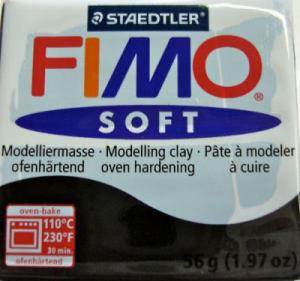 STAEDTLER
FIMO®
SOFT
Modelliermasse · Modelling clay · Pâte à modeler
ofenhärtend oven hardening à cuire
oven-bake
110°C
230°F
30 min.
ofenhärtend
56 g (1.97 oz)